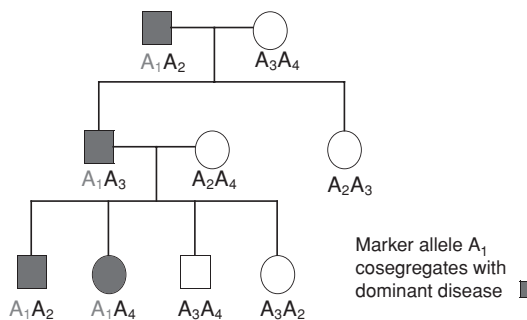 A₁A₂ A₃A₄
A₁A₃ A₂A₄ A₂A₃
A₁A₂ A₁A₄ A₃A₄ A₃A₂
Marker allele A₁
cosegregates with
dominant disease